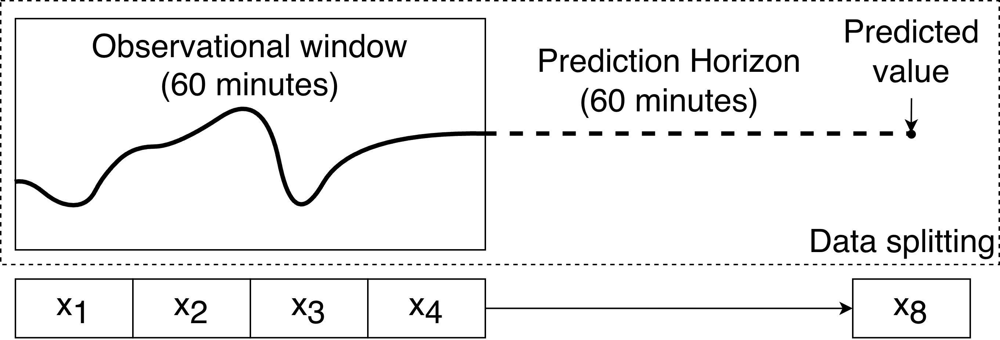 Observational window
(60 minutes)
Prediction Horizon
(60 minutes)
Predicted
value
Data splitting
x1 x2 x3 x4 x8